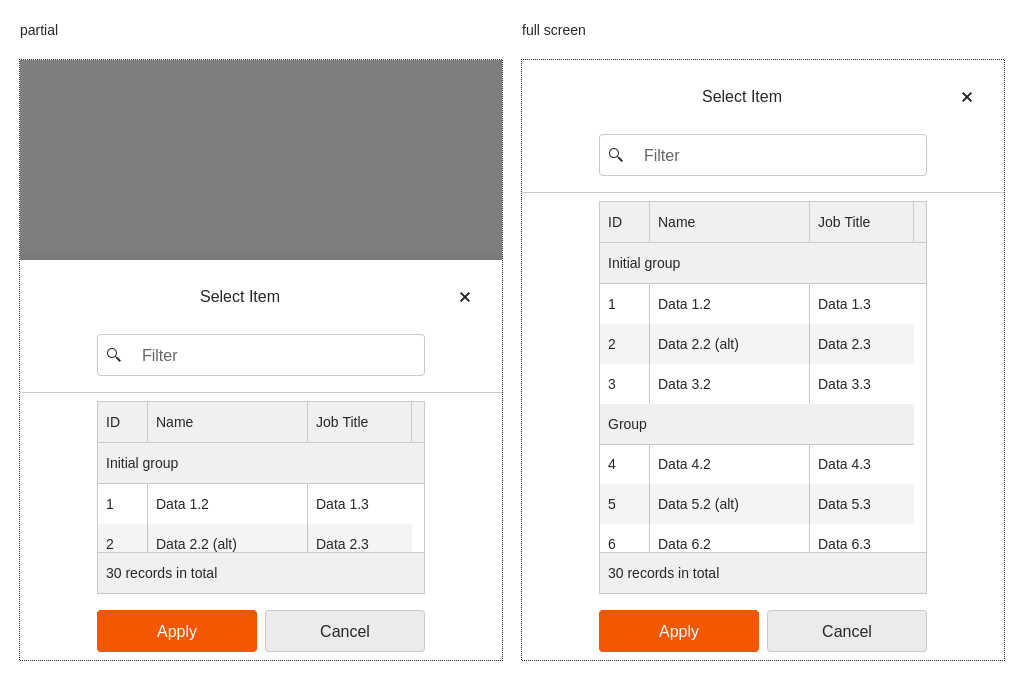 partial
Select Item
Filter
ID Name Job Title
Initial group
1 Data 1.2 Data 1.3
2 Data 2.2 (alt) Data 2.3
30 records in total
Apply Cancel
full screen
Select Item
Filter
ID Name Job Title
Initial group
1 Data 1.2 Data 1.3
2 Data 2.2 (alt) Data 2.3
3 Data 3.2 Data 3.3
Group
4 Data 4.2 Data 4.3
5 Data 5.2 (alt) Data 5.3
6 Data 6.2 Data 6.3
30 records in total
Apply Cancel